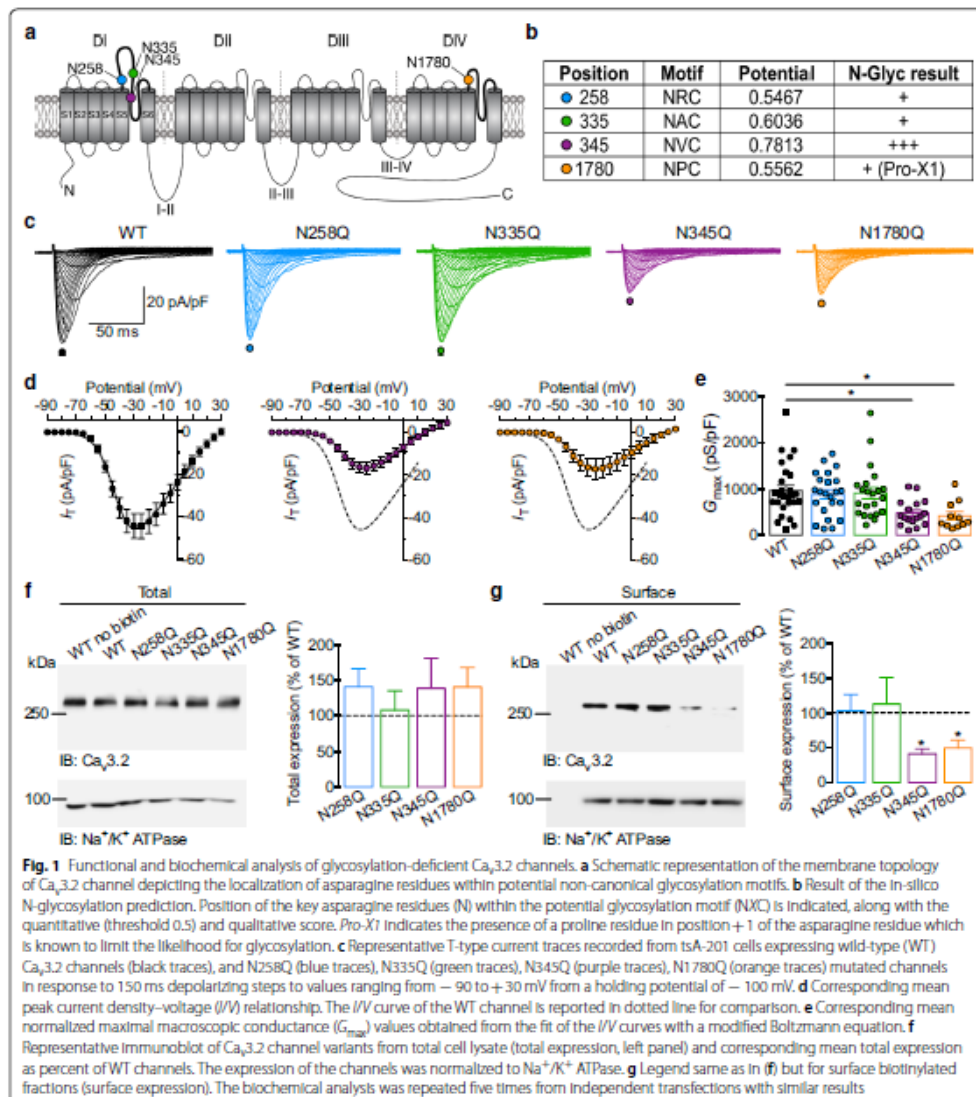 a
DI
DII
DIII
DIV
N335
N345
N258
N1780
S1 S2 S3 S4 S5 S6
N
I-II
II-III
III-IV
C
b
Position Motif Potential N-Glyc result
258 NRC 0.5467 +
335 NAC 0.6036 +
345 NVC 0.7813 +++
1780 NPC 0.5562 + (Pro-X1)
c
WT N258Q N335Q N345Q N1780Q
20 pA/pF
50 ms
d
Potential (mV) Potential (mV) Potential (mV)
-90 -70 -50 -30 -10 10 30
-90 -70 -50 -30 -10 10 30
-90 -70 -50 -30 -10 10 30
0
-20
-40
-60
I_T (pA/pF)
0
-20
-40
-60
I_T (pA/pF)
0
-20
-40
-60
I_T (pA/pF)
e
* 
*
3000
2000
1000
0
G_max (pS/pF)
WT N258Q N335Q N345Q N1780Q
f
Total
WT no biotin WT N258Q N335Q N345Q N1780Q
kDa
250
IB: Ca_v3.2
100
IB: Na⁺/K⁺ ATPase
Total expression (% of WT)
200
150
100
50
0
N258Q N335Q N345Q N1780Q
g
Surface
WT no biotin WT N258Q N335Q N345Q N1780Q
kDa
250
IB: Ca_v3.2
100
IB: Na⁺/K⁺ ATPase
Surface expression (% of WT)
200
150
100
50
0
* *
N258Q N335Q N345Q N1780Q
Fig. 1 Functional and biochemical analysis of glycosylation-deficient Ca_v3.2 channels. a Schematic representation of the membrane topology
of Ca_v3.2 channel depicting the localization of asparagine residues within potential non-canonical glycosylation motifs. b Result of the in-silico
N-glycosylation prediction. Position of the key asparagine residues (N) within the potential glycosylation motif (NXC) is indicated, along with the
quantitative (threshold 0.5) and qualitative score. Pro-X1 indicates the presence of a proline residue in position + 1 of the asparagine residue which
is known to limit the likelihood for glycosylation. c Representative T-type current traces recorded from tsA-201 cells expressing wild-type (WT)
Ca_v3.2 channels (black traces), and N258Q (blue traces), N335Q (green traces), N345Q (purple traces), N1780Q (orange traces) mutated channels
in response to 150 ms depolarizing steps to values ranging from − 90 to + 30 mV from a holding potential of − 100 mV. d Corresponding mean
peak current density–voltage (I/V) relationship. The I/V curve of the WT channel is reported in dotted line for comparison. e Corresponding mean
normalized maximal macroscopic conductance (G_max) values obtained from the fit of the I/V curves with a modified Boltzmann equation. f
Representative immunoblot of Ca_v3.2 channel variants from total cell lysate (total expression, left panel) and corresponding mean total expression
as percent of WT channels. The expression of the channels was normalized to Na⁺/K⁺ ATPase. g Legend same as in (f) but for surface biotinylated
fractions (surface expression). The biochemical analysis was repeated five times from independent transfections with similar results